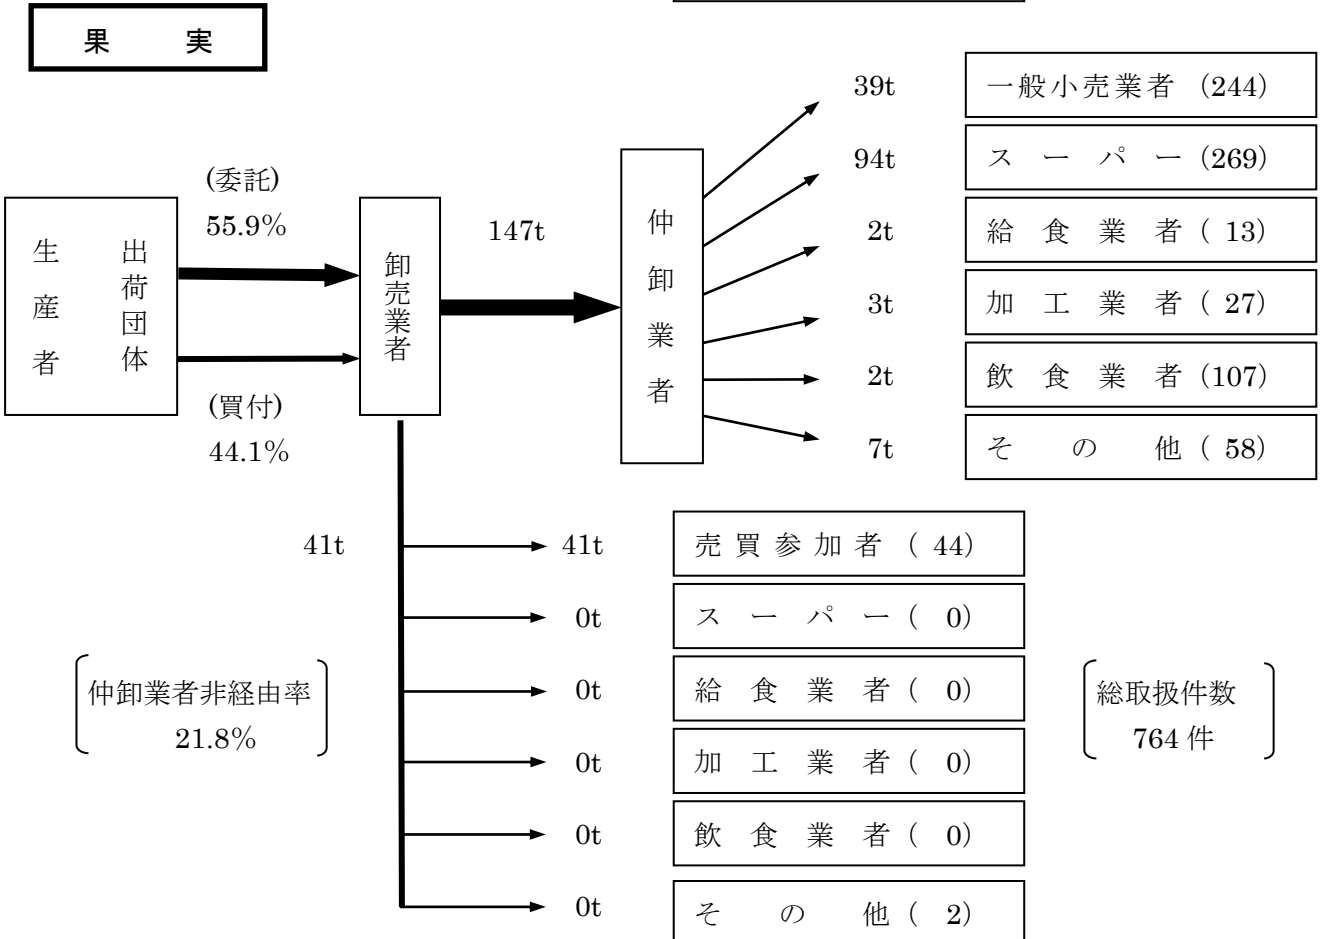 果 実
(委託)
55.9%
(買付)
44.1%
生産者
出荷団体
卸売業者
147t
仲卸業者
39t 一般小売業者 (244)
94t スーパー (269)
2t 給食業者 ( 13)
3t 加工業者 ( 27)
2t 飲食業者 (107)
7t その他 ( 58)
41t
41t 売買参加者 ( 44)
0t スーパー ( 0)
0t 給食業者 ( 0)
0t 加工業者 ( 0)
0t 飲食業者 ( 0)
0t その他 ( 2)
仲卸業者非経由率
21.8%
総取扱件数
764 件